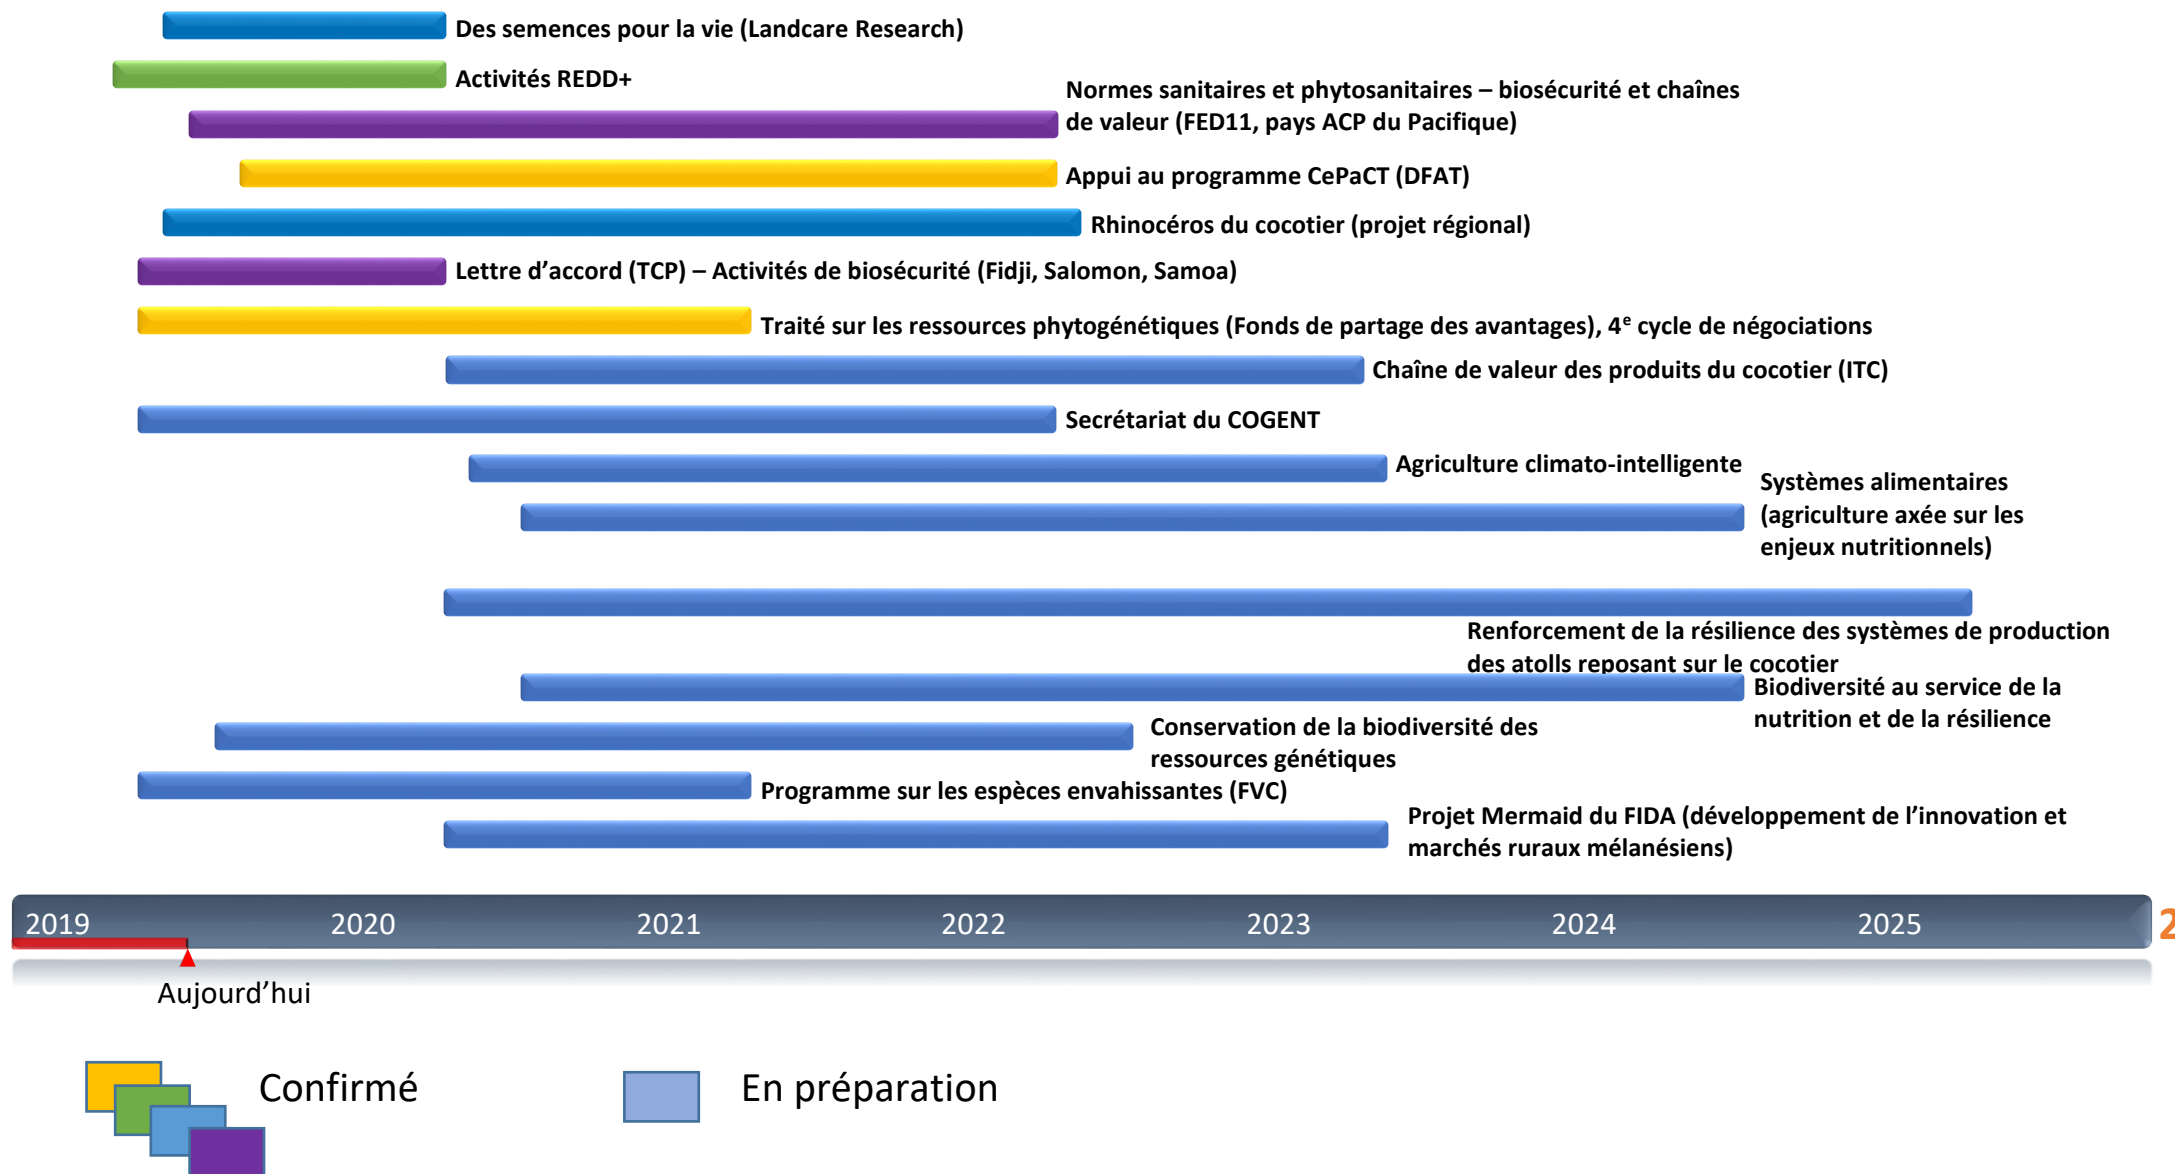 Des semences pour la vie (Landcare Research)
Activités REDD+
Normes sanitaires et phytosanitaires – biosécurité et chaînes
de valeur (FED11, pays ACP du Pacifique)
Appui au programme CePaCT (DFAT)
Rhinocéros du cocotier (projet régional)
Lettre d’accord (TCP) – Activités de biosécurité (Fidji, Salomon, Samoa)
Traité sur les ressources phytogénétiques (Fonds de partage des avantages), 4e cycle de négociations
Chaîne de valeur des produits du cocotier (ITC)
Secrétariat du COGENT
Agriculture climato-intelligente
Systèmes alimentaires
(agriculture axée sur les
enjeux nutritionnels)
Renforcement de la résilience des systèmes de production
des atolls reposant sur le cocotier
Biodiversité au service de la
nutrition et de la résilience
Conservation de la biodiversité des
ressources génétiques
Programme sur les espèces envahissantes (FVC)
Projet Mermaid du FIDA (développement de l’innovation et
marchés ruraux mélanésiens)
2019 2020 2021 2022 2023 2024 2025 2
Aujourd’hui
Confirmé En préparation